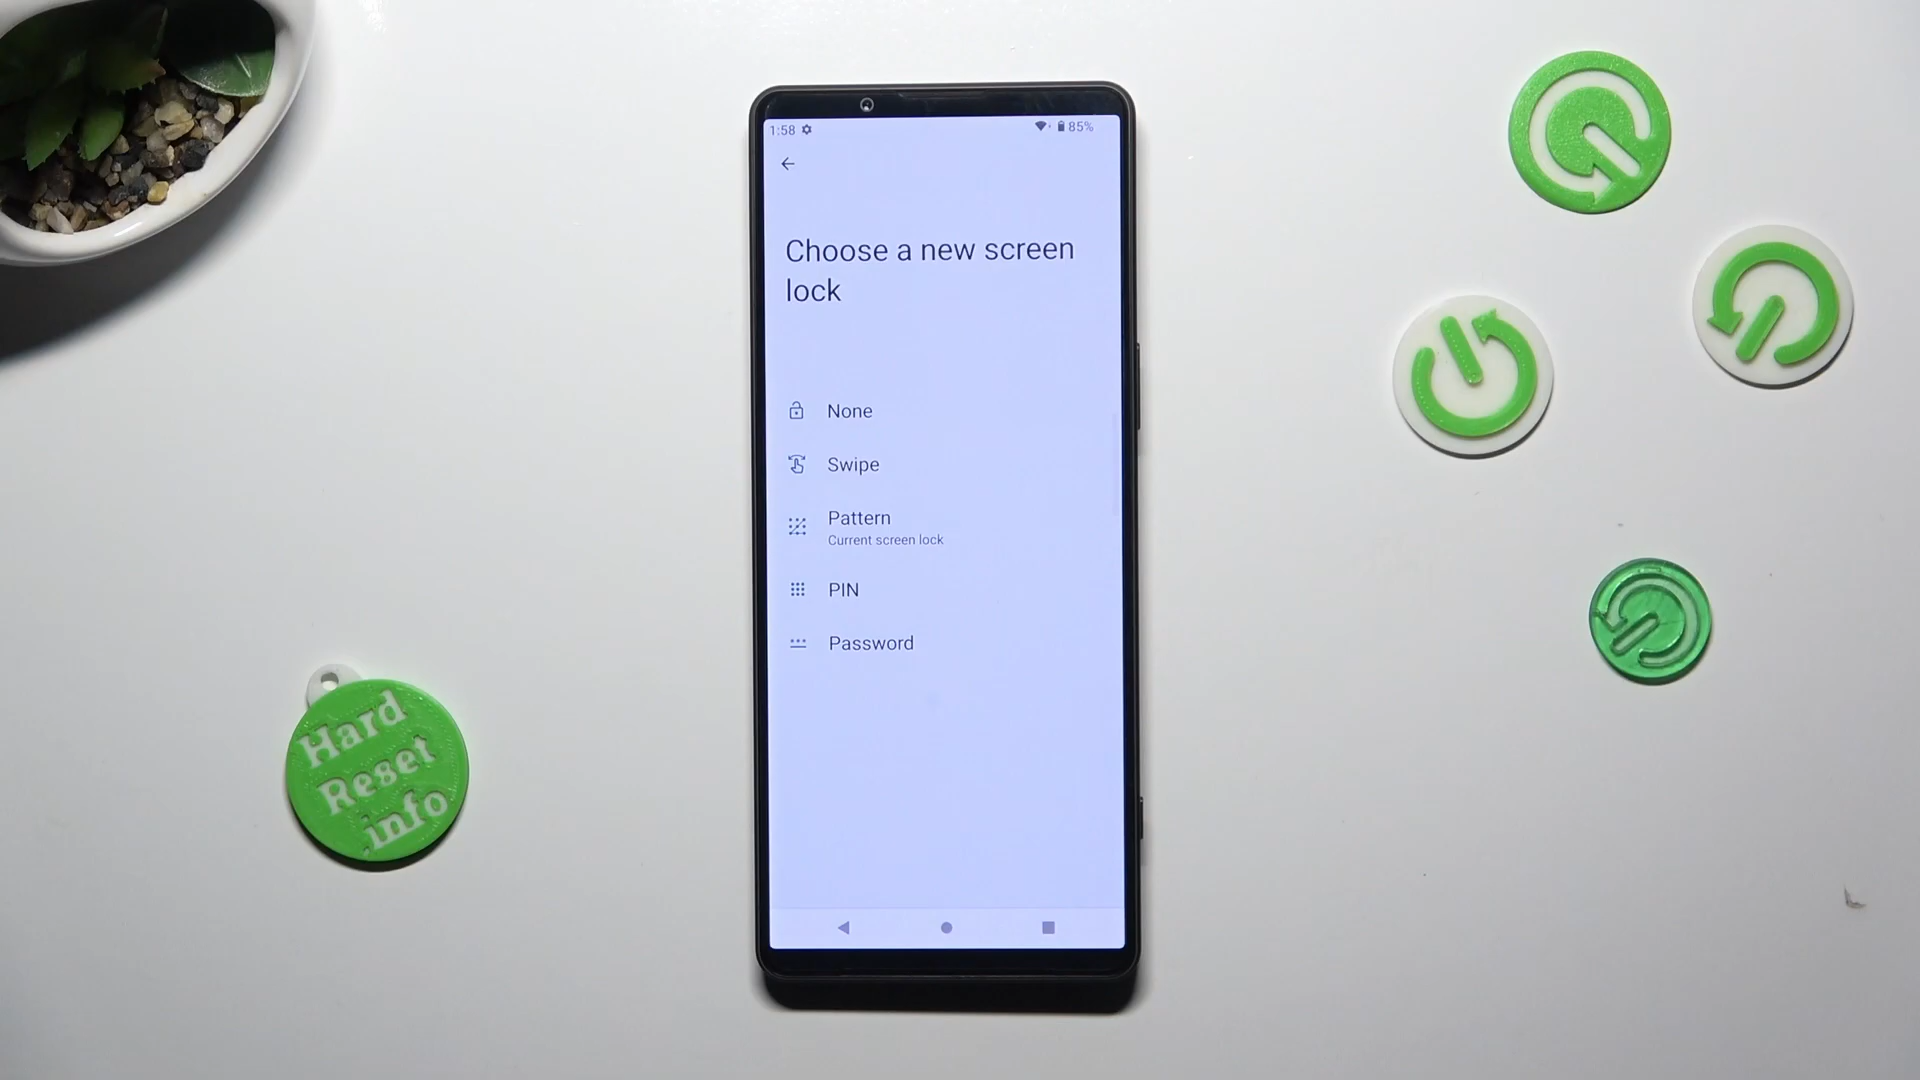 1:58
85%
Choose a new screen
lock
None
Swipe
Pattern
Current screen lock
PIN
Password
Hard
Reset
.info